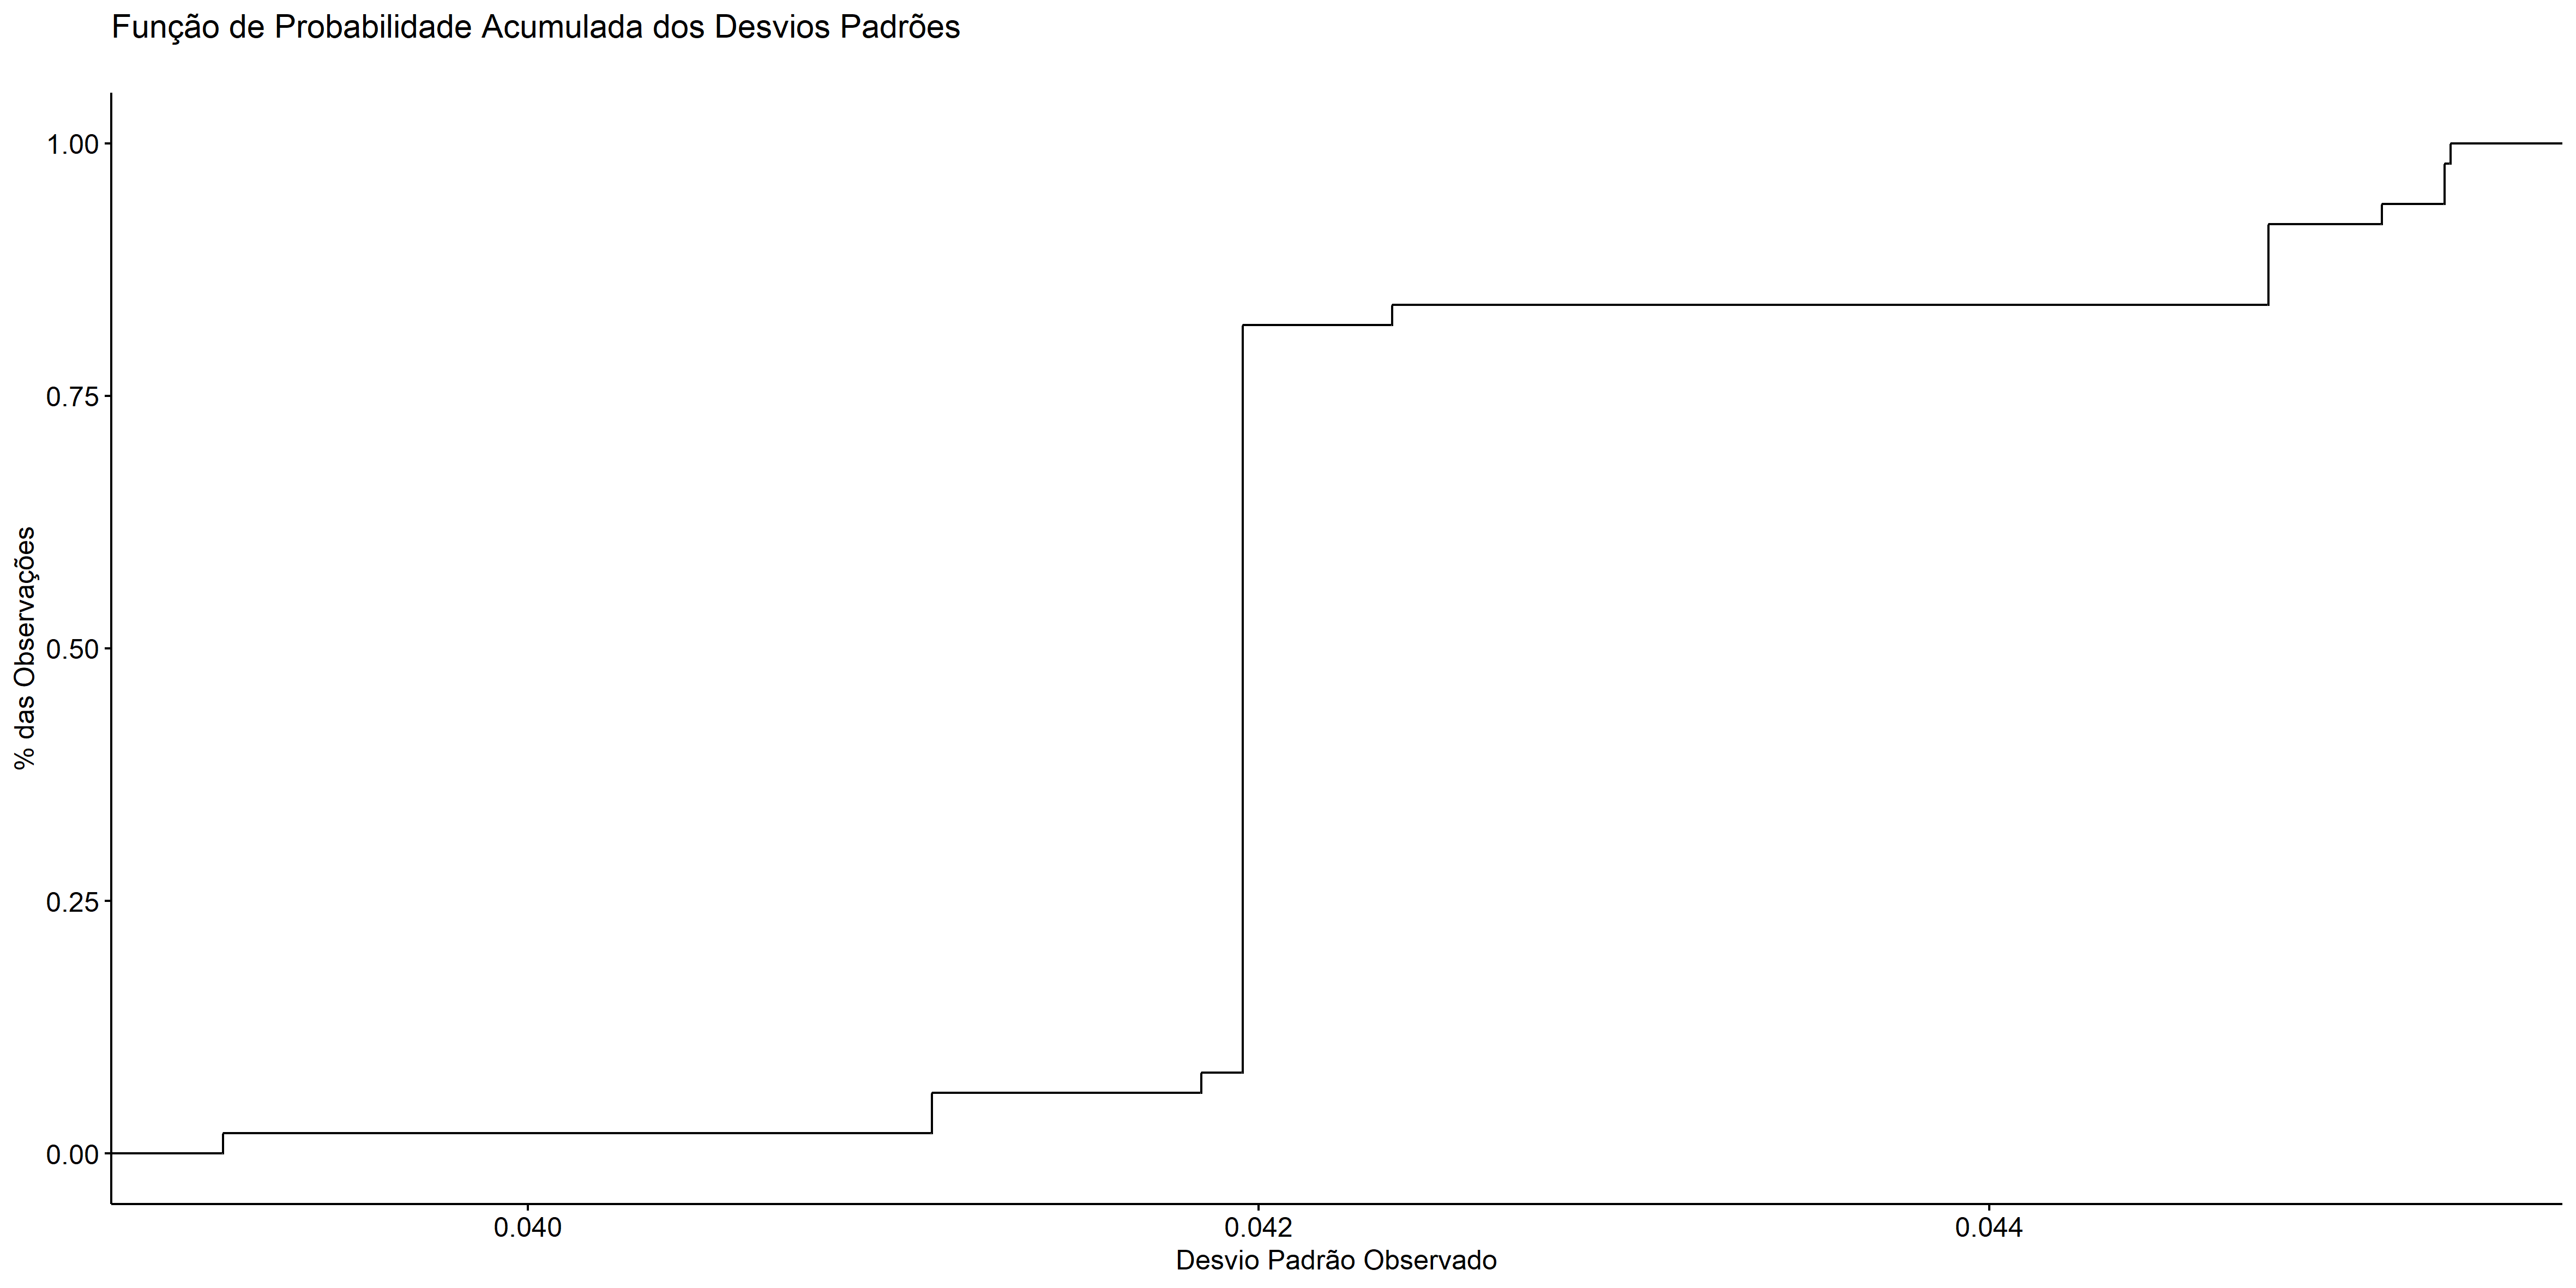 Função de Probabilidade Acumulada dos Desvios Padrões
1.00
0.75
0.50
0.25
0.00
% das Observações
0.040
0.042
0.044
Desvio Padrão Observado